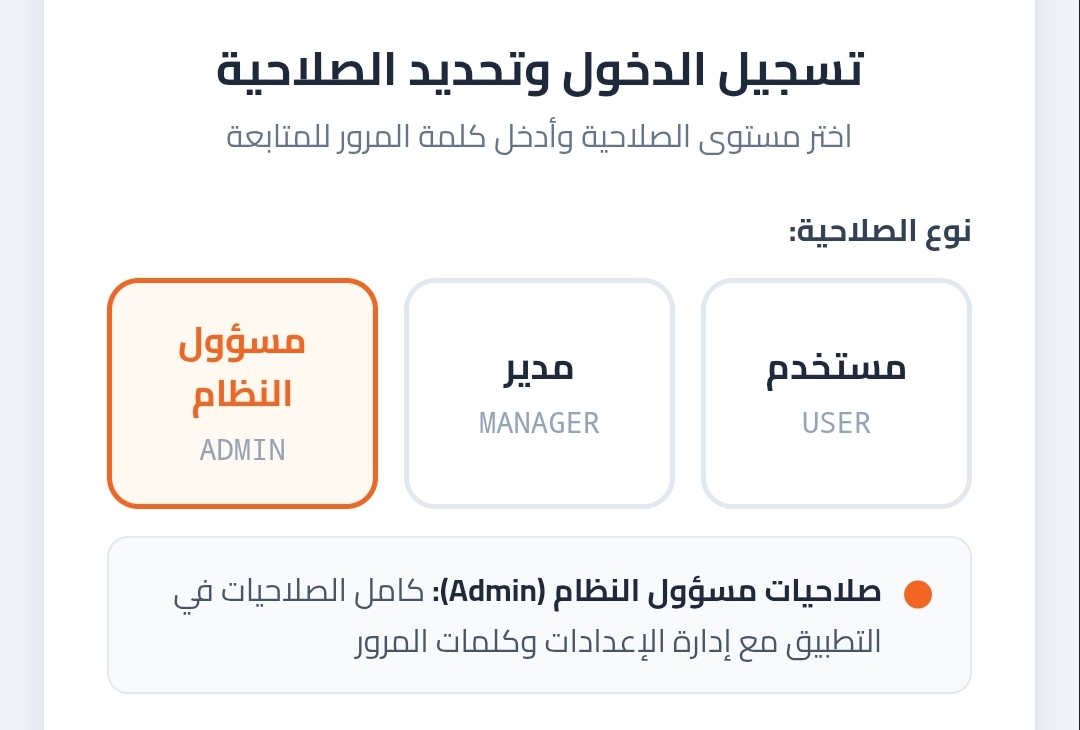 تسجيل الدخول وتحديد الصلاحية
اختر مستوى الصلاحية وأدخل كلمة المرور للمتابعة
نوع الصلاحية:
مستخدم
USER
مدير
MANAGER
مسؤول
النظام
ADMIN
صلاحيات مسؤول النظام (Admin): كامل الصلاحيات في
التطبيق مع إدارة الإعدادات وكلمات المرور